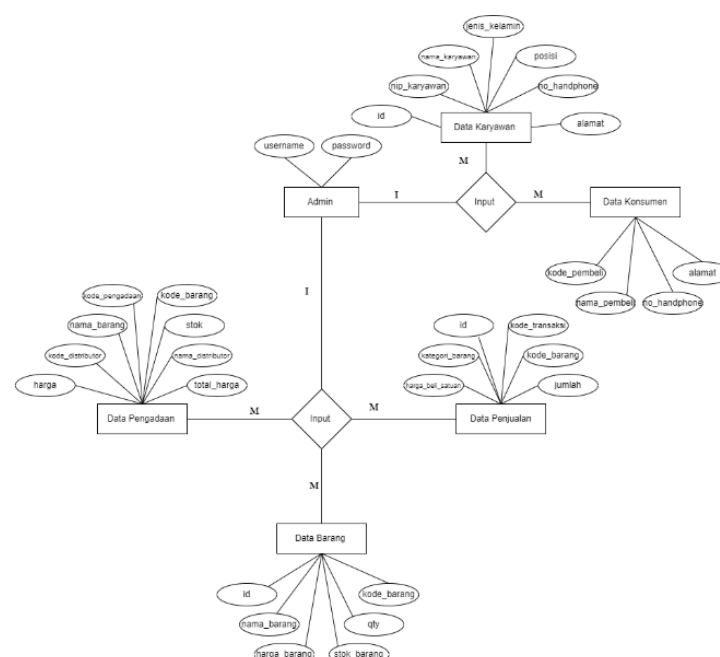 jenis_kelamin
nama_karyawan
posisi
nip_karyawan
no_handphone
id
Data Karyawan
alamat
M
username
password
Admin
I
Input
M
Data Konsumen
kode_pembeli
alamat
nama_pembeli
no_handphone
I
kode_pengadaan
kode_barang
nama_barang
stok
kode_distributor
nama_distributor
harga
total_harga
Data Pengadaan
M
Input
M
id
kode_transaksi
kategori_barang
kode_barang
harga_beli_satuan
jumlah
Data Penjualan
M
Data Barang
id
kode_barang
nama_barang
qty
harga_barang
stok_barang